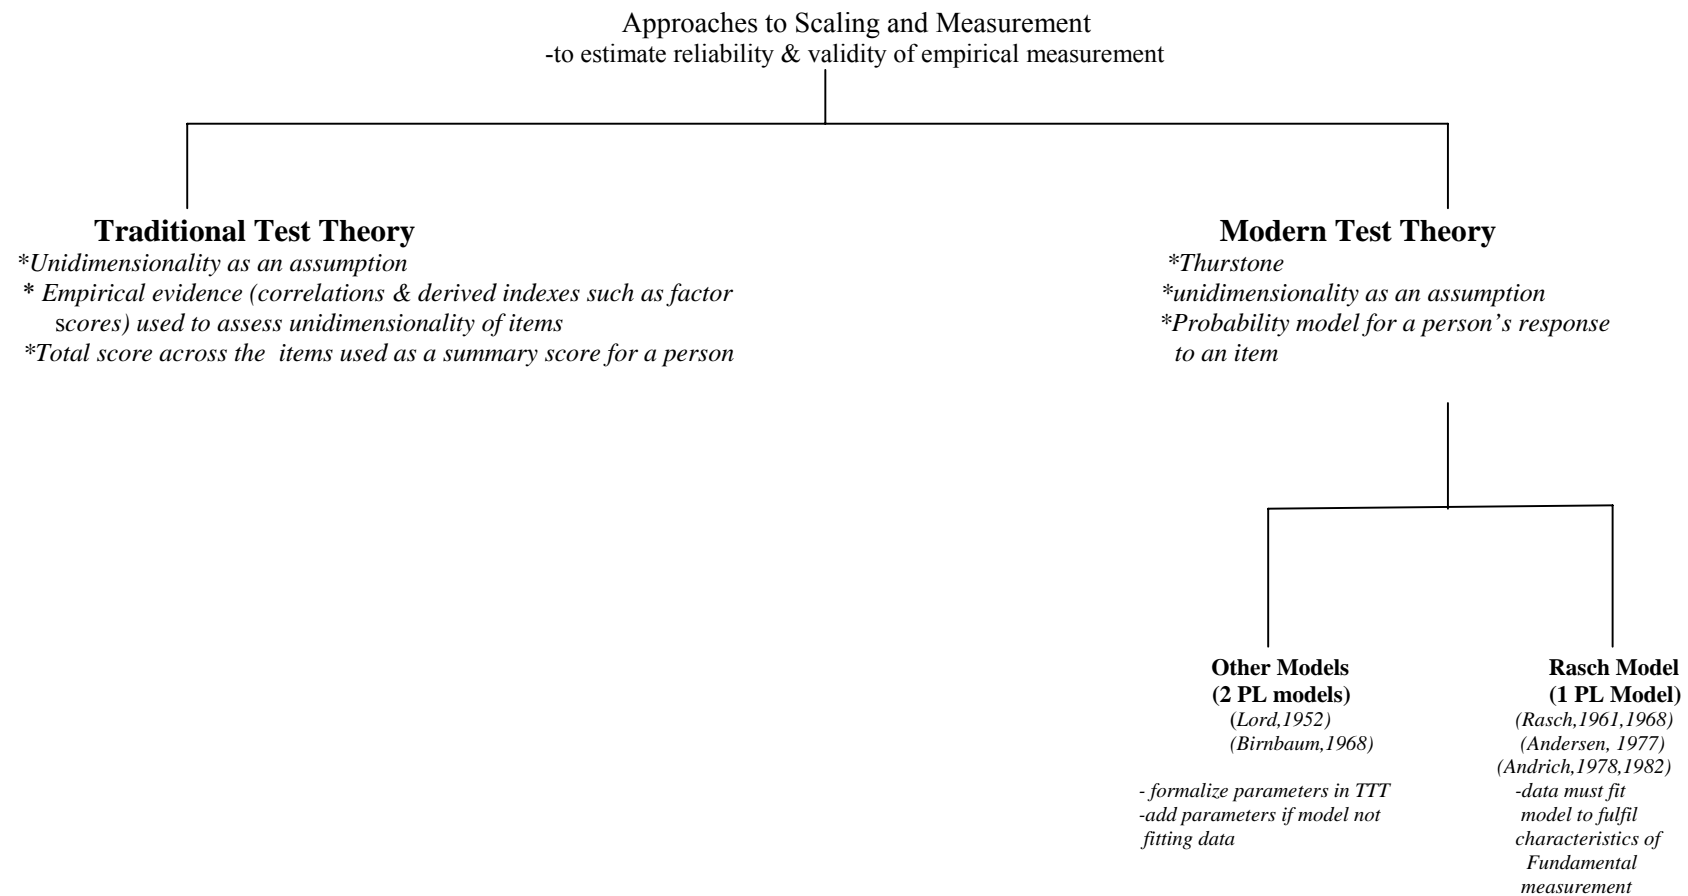 Approaches to Scaling and Measurement
-to estimate reliability & validity of empirical measurement
Traditional Test Theory
*Unidimensionality as an assumption
* Empirical evidence (correlations & derived indexes such as factor
scores) used to assess unidimensionality of items
*Total score across the items used as a summary score for a person
Modern Test Theory
*Thurstone
*unidimensionality as an assumption
*Probability model for a person's response
to an item
Other Models
(2 PL models)
(Lord,1952)
(Birnbaum,1968)
- formalize parameters in TTT
-add parameters if model not
fitting data
Rasch Model
(1 PL Model)
(Rasch,1961,1968)
(Andersen, 1977)
(Andrich,1978,1982)
-data must fit
model to fulfil
characteristics of
Fundamental
measurement